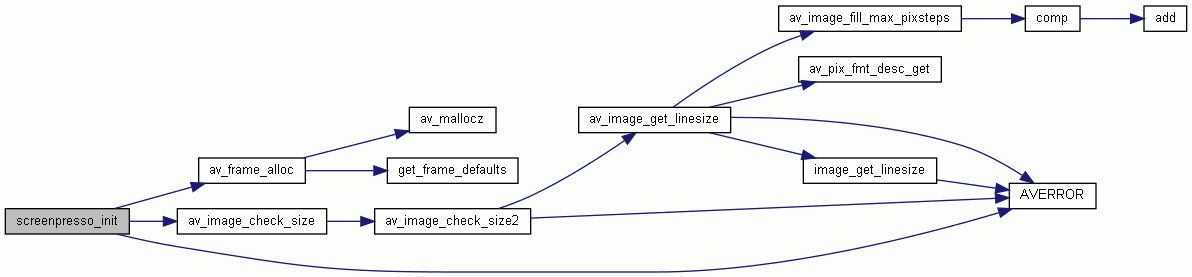 av_image_fill_max_pixsteps
comp
add
av_pix_fmt_desc_get
av_mallocz
av_image_get_linesize
av_frame_alloc
get_frame_defaults
image_get_linesize
AVERROR
screenpresso_init
av_image_check_size
av_image_check_size2